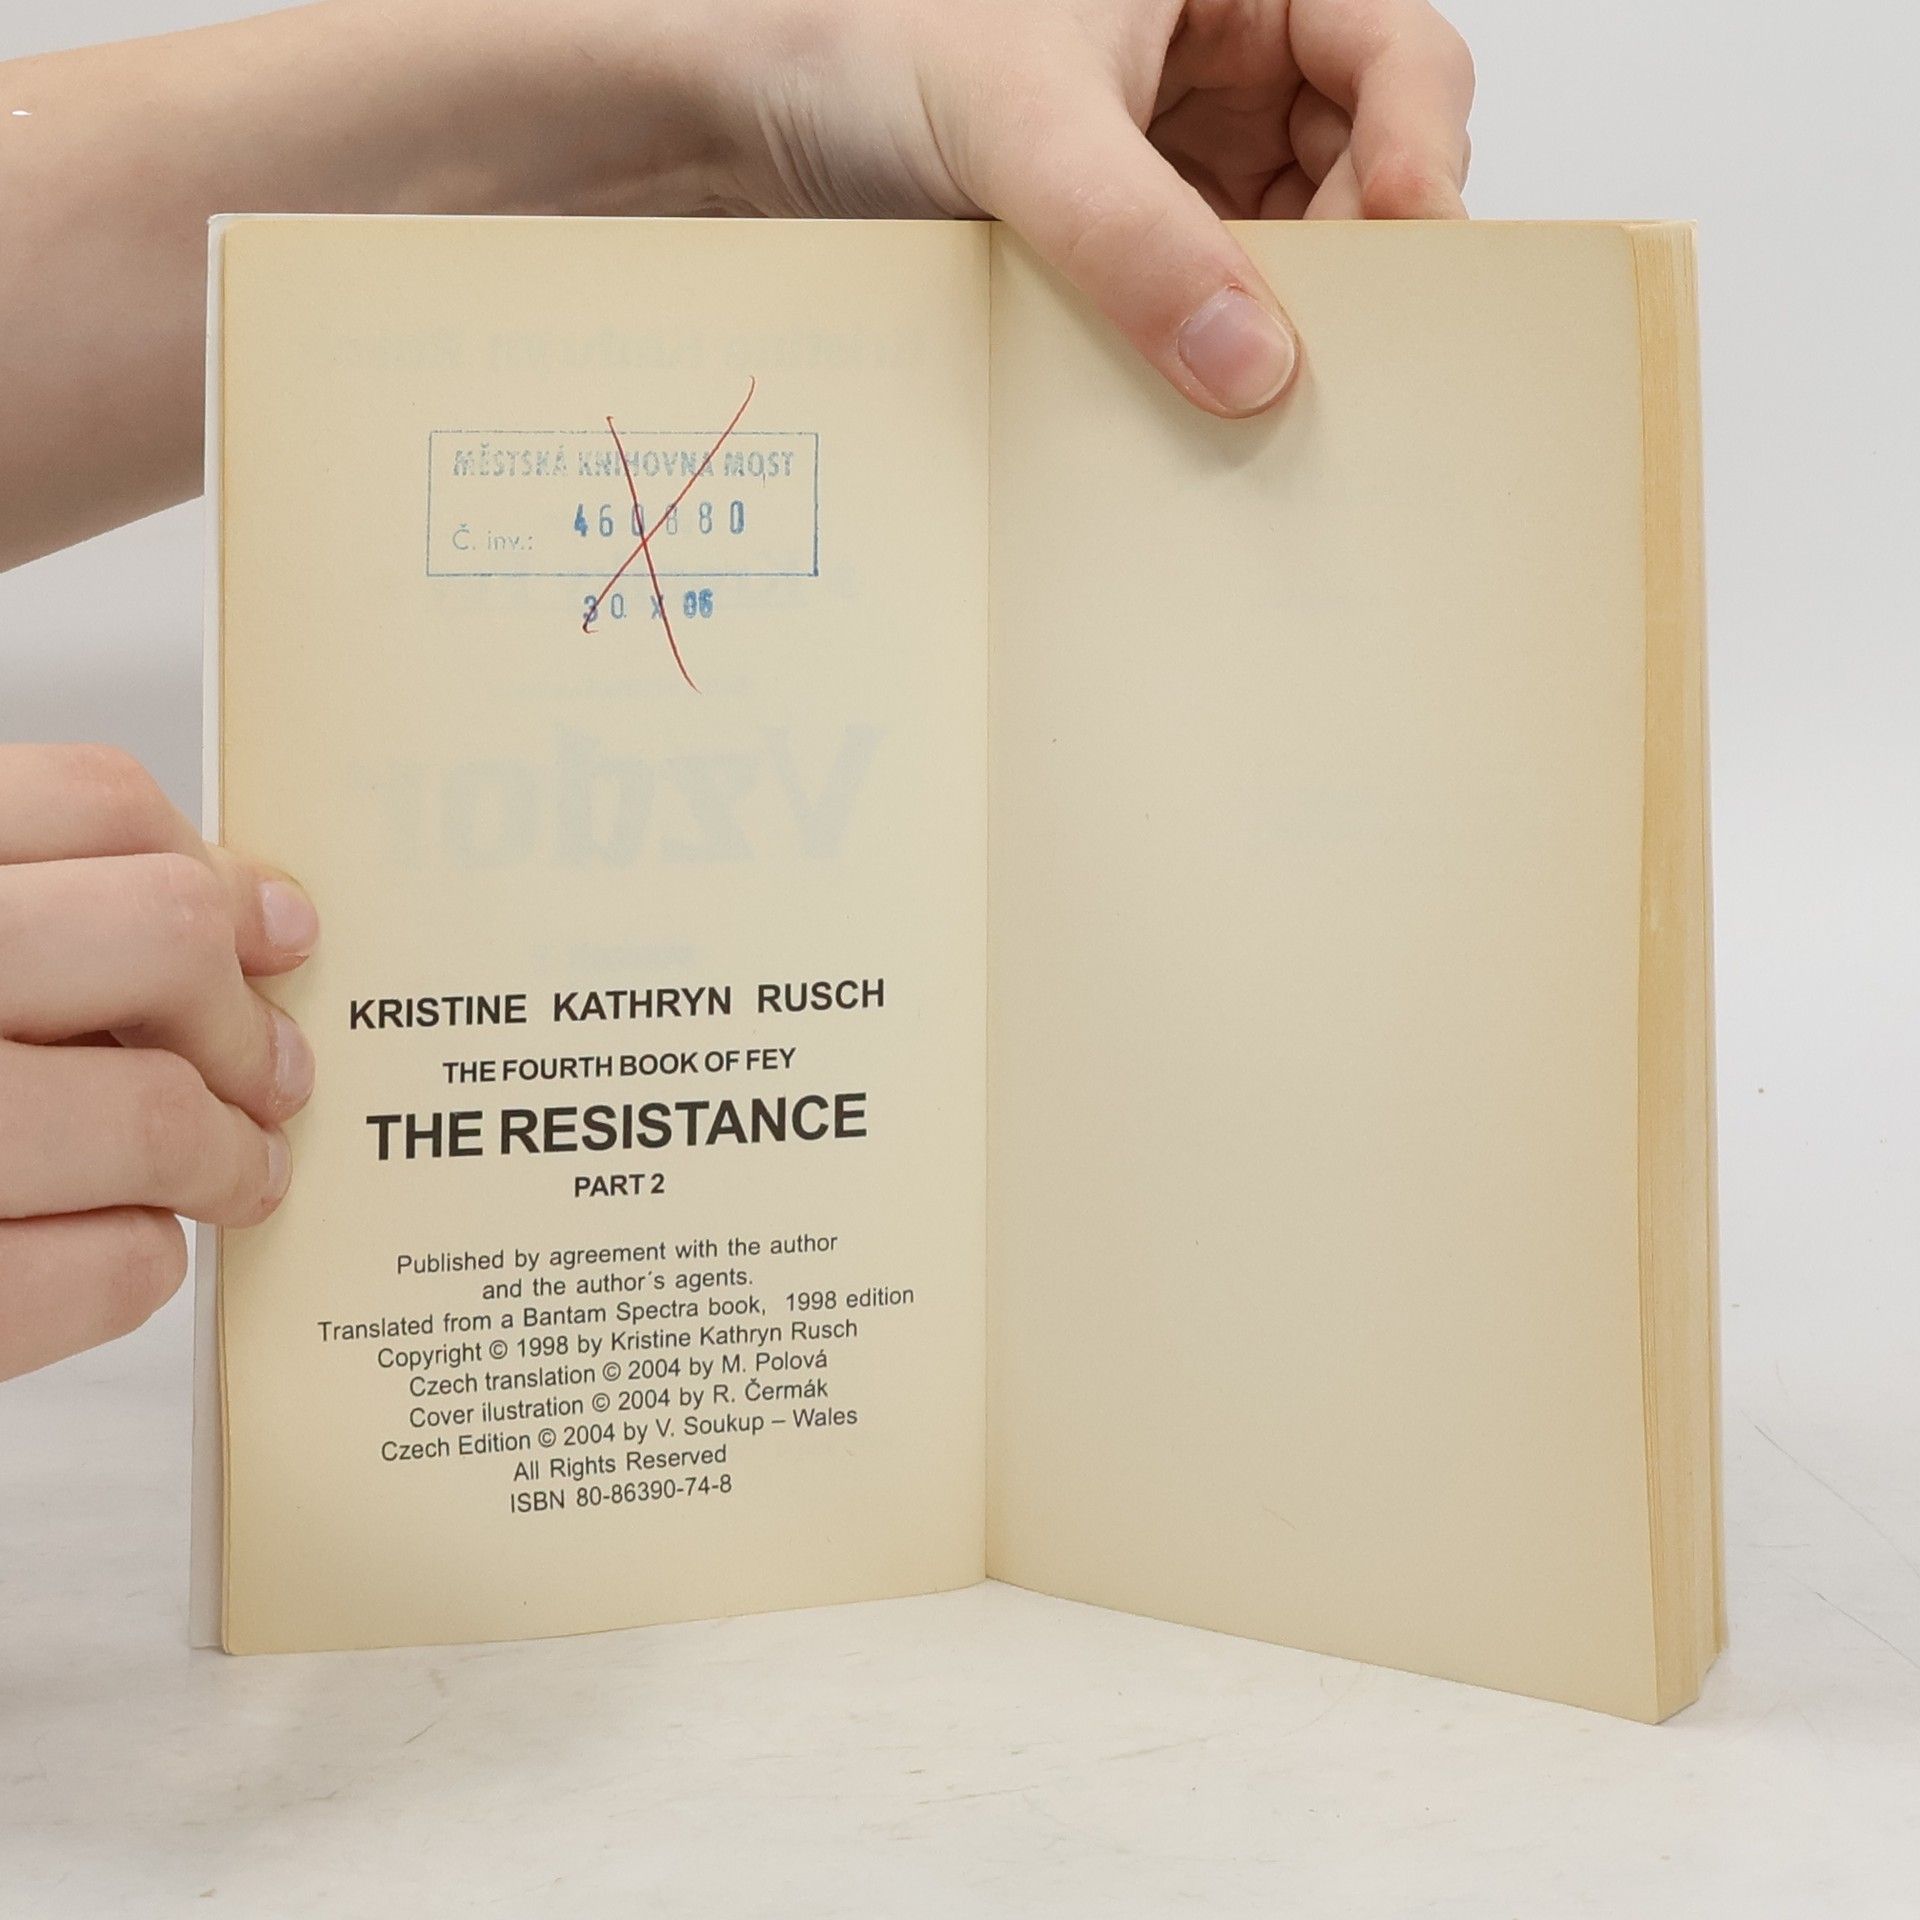 MĚSTSKÁ KNIHOVNA MOST
Č. inv.: 460880
30. X 06
Vzdor
KRISTINE KATHRYN RUSCH
THE FOURTH BOOK OF FEY
THE RESISTANCE
PART 2
Published by agreement with the author
and the author´s agents.
Translated from a Bantam Spectra book, 1998 edition
Copyright © 1998 by Kristine Kathryn Rusch
Czech translation © 2004 by M. Polová
Cover ilustration © 2004 by R. Čermák
Czech Edition © 2004 by V. Soukup – Wales
All Rights Reserved
ISBN 80-86390-74-8